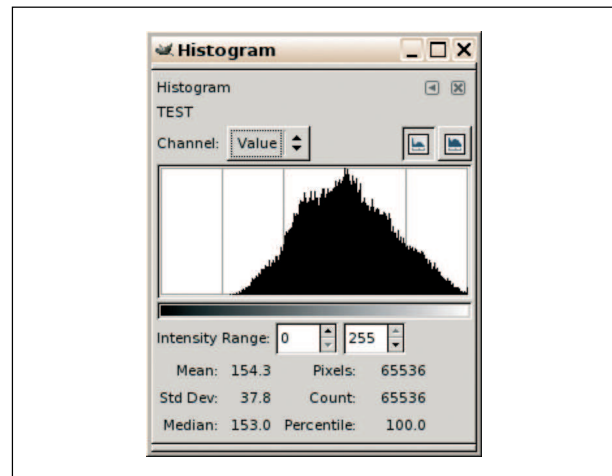 Histogram
Histogram
TEST
Channel: Value
Intensity Range: 0 255
Mean: 154.3 Pixels: 65536
Std Dev: 37.8 Count: 65536
Median: 153.0 Percentile: 100.0